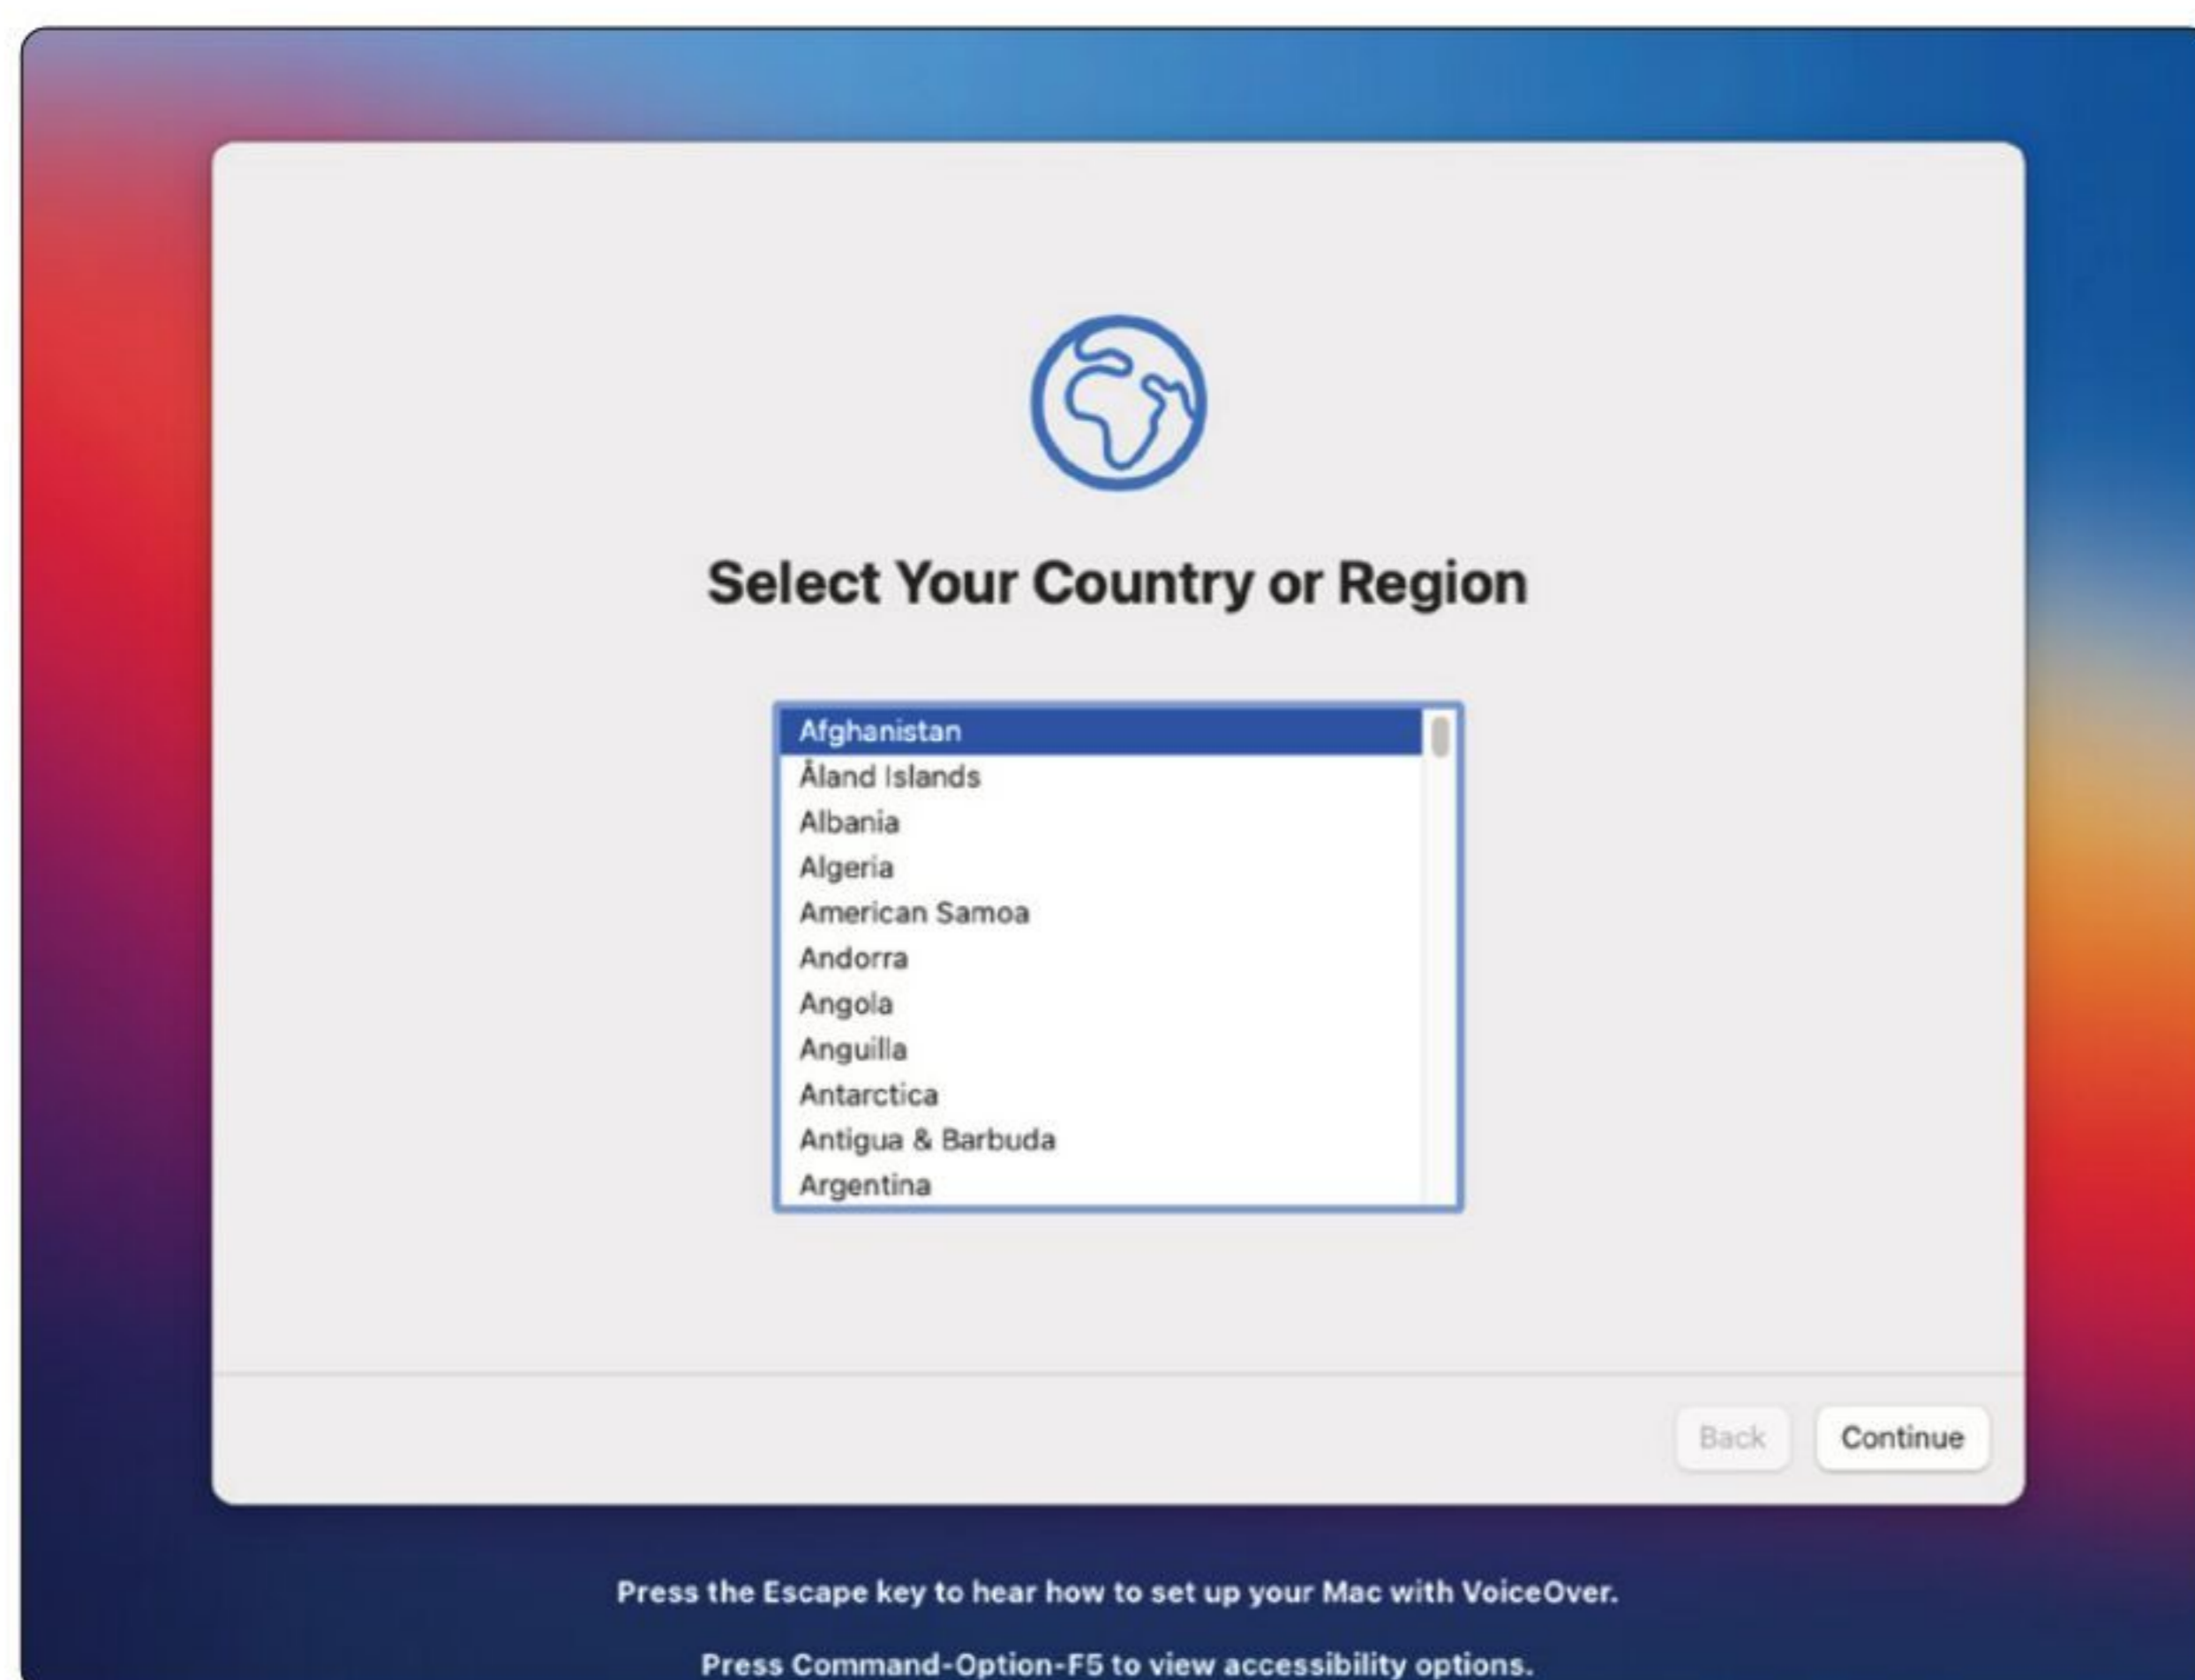 Select Your Country or Region
Afghanistan
Åland Islands
Albania
Algeria
American Samoa
Andorra
Angola
Anguilla
Antarctica
Antigua & Barbuda
Argentina
Back
Continue
Press the Escape key to hear how to set up your Mac with VoiceOver.
Press Command-Option-F5 to view accessibility options.